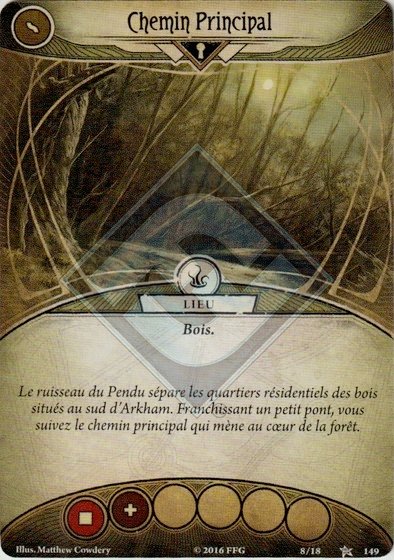 Chemin Principal
LIEU
Bois.
Le ruisseau du Pendu sépare les quartiers résidentiels des bois
situés au sud d'Arkham. Franchissant un petit pont, vous
suivez le chemin principal qui mène au cœur de la forêt.
Illus. Matthew Cowdery © 2016 FFG 8/18 149